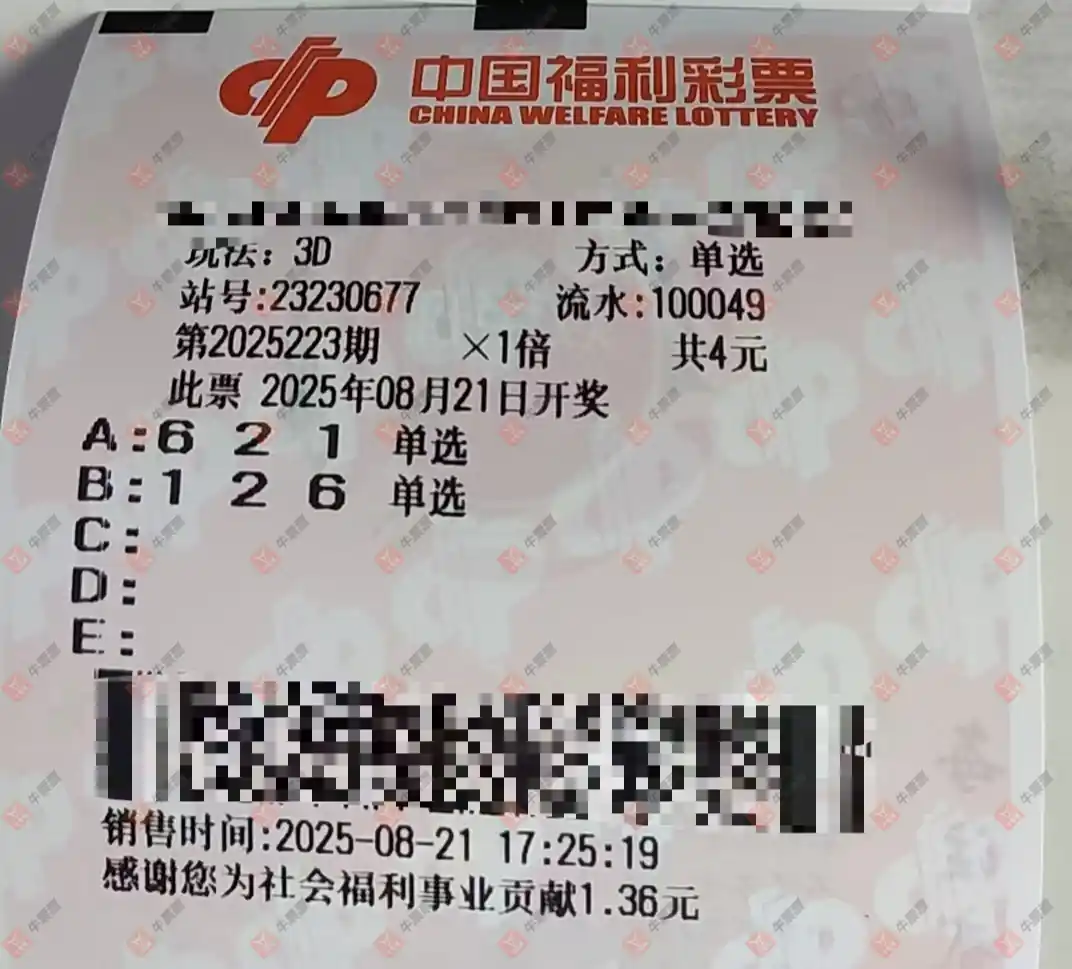 中国福利彩票
CHINA WELFARE LOTTERY
玩法：3D 方式：单选
站号:23230677 流水:100049
第2025223期 ×1倍 共4元
此票 2025年08月21日开奖
A:6 2 1 单选
B:1 2 6 单选
C:
D:
E:
销售时间:2025-08-21 17:25:19
感谢您为社会福利事业贡献1.36元